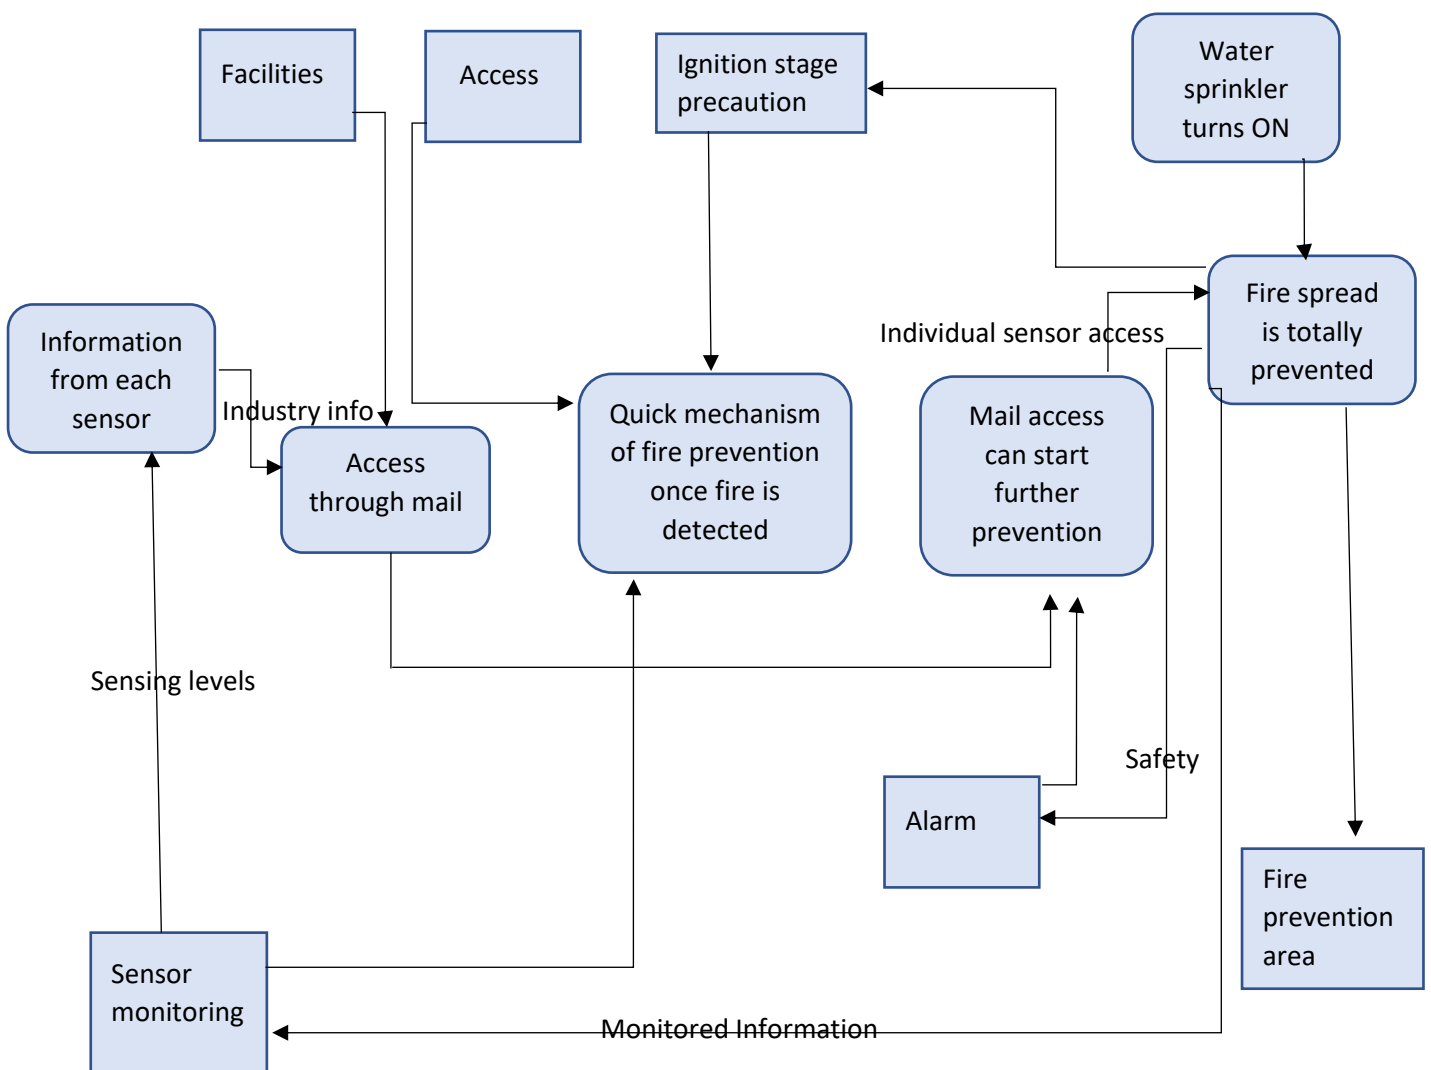 Facilities
Access
Ignition stage
precaution
Water
sprinkler
turns ON
Information
from each
sensor
Industry info
Access
through mail
Quick mechanism
of fire prevention
once fire is
detected
Individual sensor access
Mail access
can start
further
prevention
Fire spread
is totally
prevented
Sensing levels
Safety
Alarm
Fire
prevention
area
Sensor
monitoring
Monitored Information